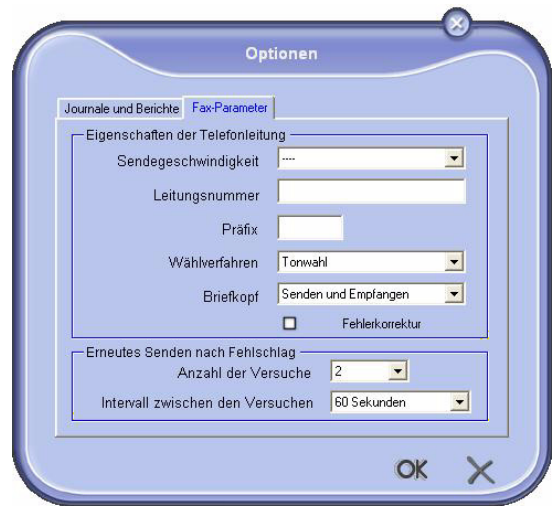 Optionen
Journale und Berichte Fax-Parameter
Eigenschaften der Telefonleitung
Sendegeschwindigkeit ----
Leitungsnummer
Präfix
Wählverfahren Tonwahl
Briefkopf Senden und Empfangen
Fehlerkorrektur
Erneutes Senden nach Fehlschlag
Anzahl der Versuche 2
Intervall zwischen den Versuchen 60 Sekunden
OK